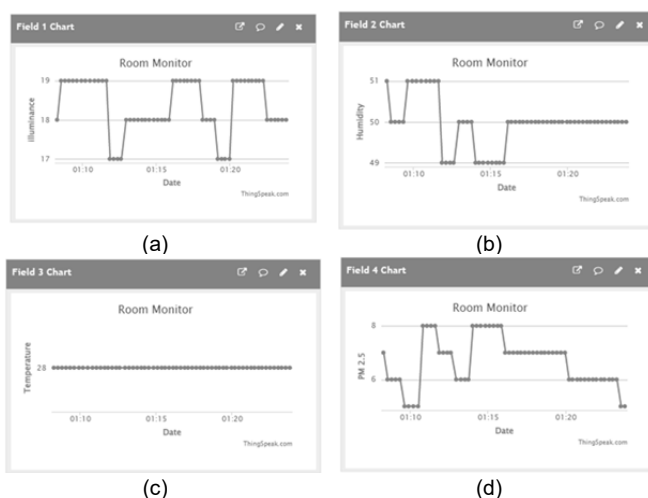 Field 1 Chart
Room Monitor
Illuminance
19
18
17
01:10 01:15 01:20
Date
ThingSpeak.com
(a)
Field 2 Chart
Room Monitor
Humidity
51
50
49
01:10 01:15 01:20
Date
ThingSpeak.com
(b)
Field 3 Chart
Room Monitor
Temperature
28
01:10 01:15 01:20
Date
ThingSpeak.com
(c)
Field 4 Chart
Room Monitor
PM 2.5
8
6
01:10 01:15 01:20
Date
ThingSpeak.com
(d)